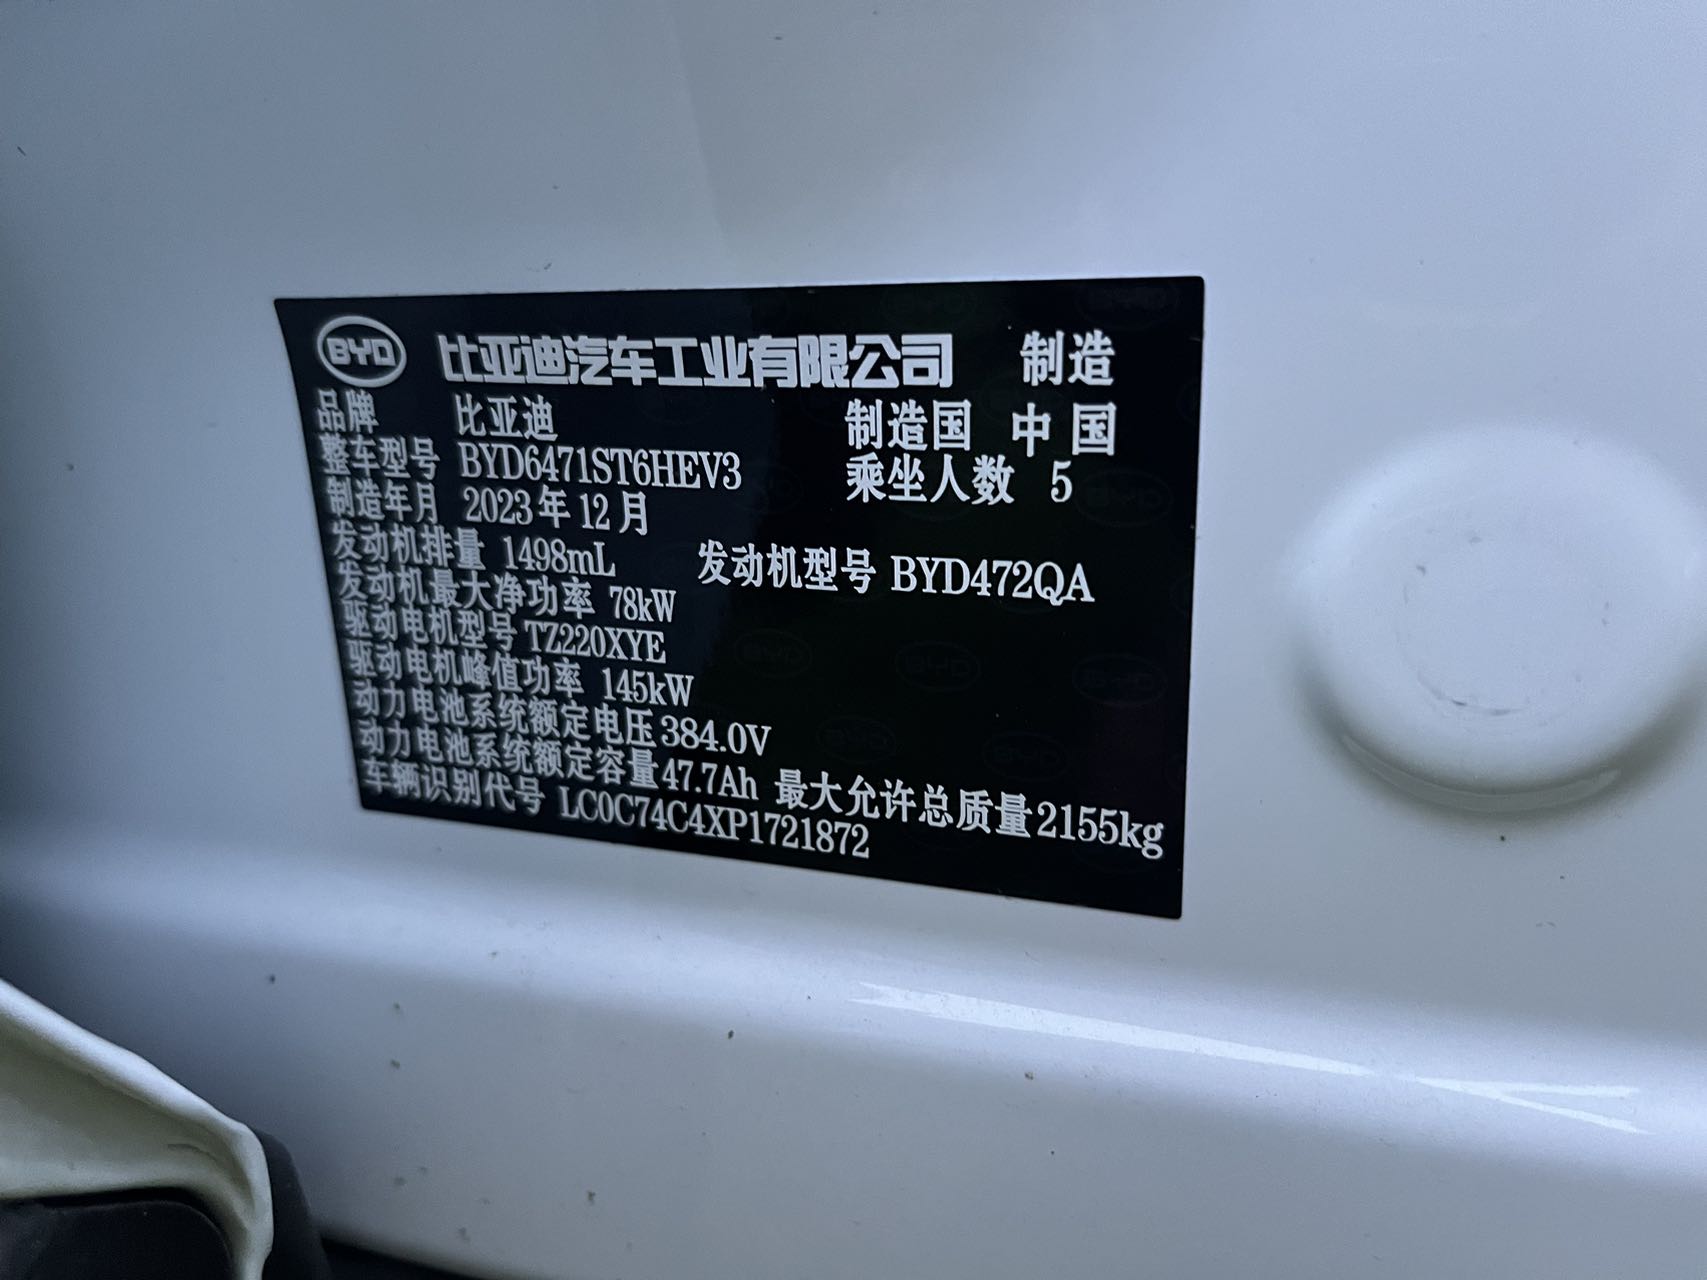 BYD 比亚迪汽车工业有限公司 制造
品牌 比亚迪 制造国 中国
整车型号 BYD6471ST6HEV3 乘坐人数 5
制造年月 2023年12月
发动机排量 1498mL 发动机型号 BYD472QA
发动机最大净功率 78kW
驱动电机型号 TZ220XYE
驱动电机峰值功率 145kW
动力电池系统额定电压 384.0V
动力电池系统额定容量 47.7Ah 最大允许总质量 2155kg
车辆识别代号 LC0C74C4XP1721872